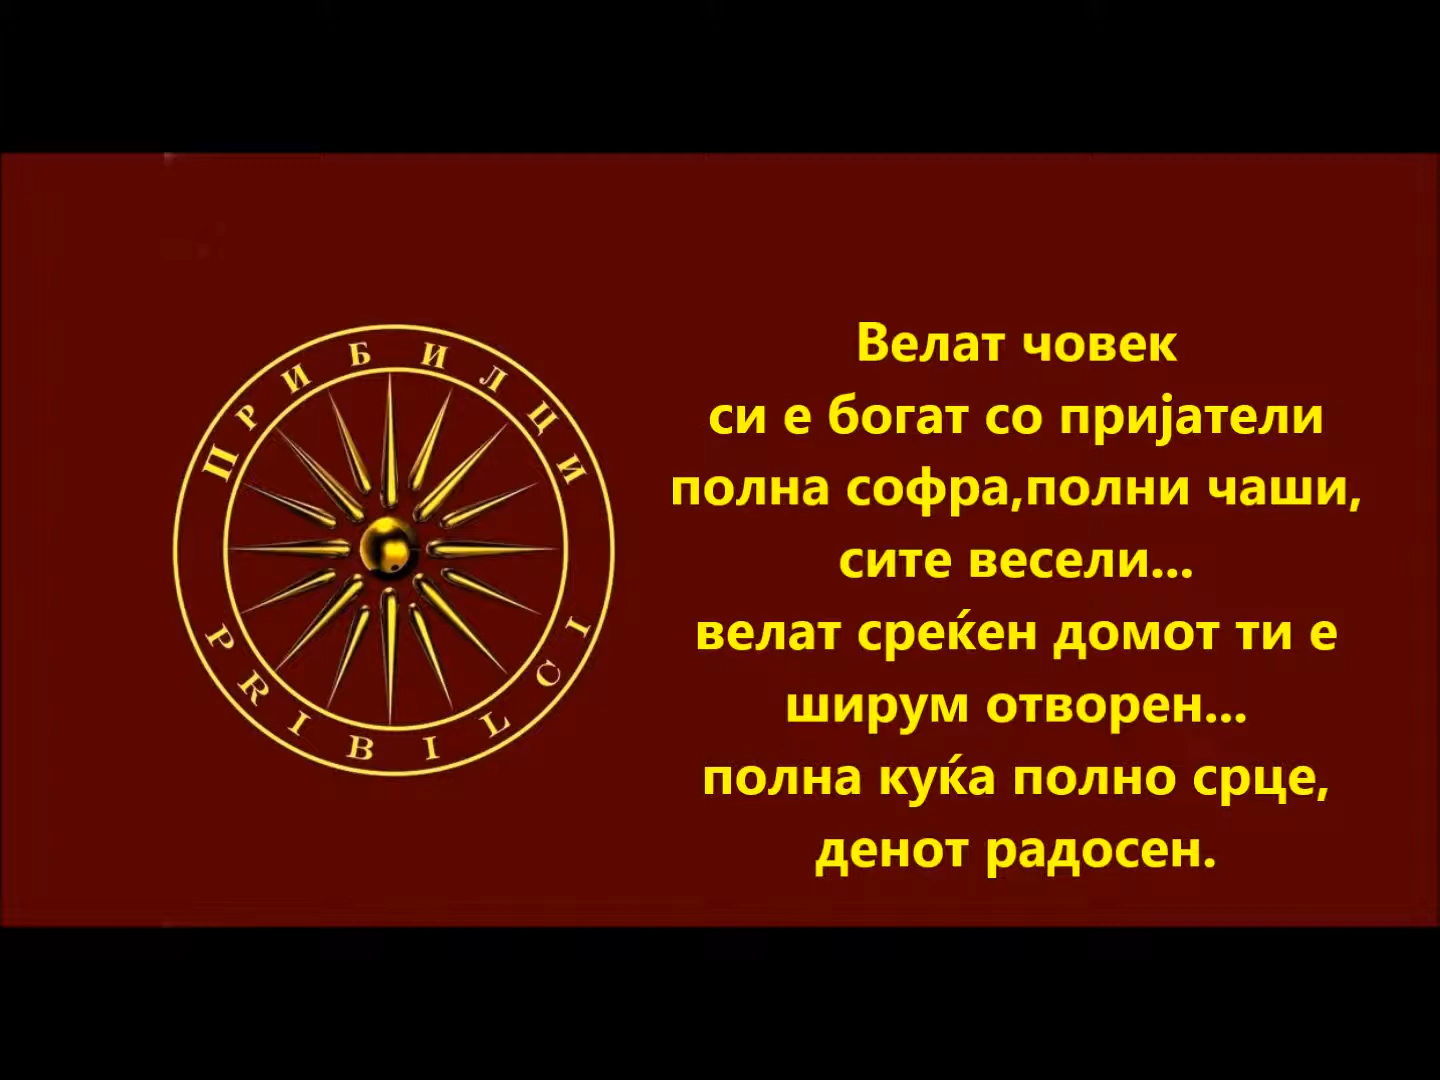 ПРИБИЛЦИ
PRIBILCI
Велат човек
си е богат со пријатели
полна софра,полни чаши,
сите весели...
велат среќен домот ти е
ширум отворен...
полна куќа полно срце,
денот радосен.